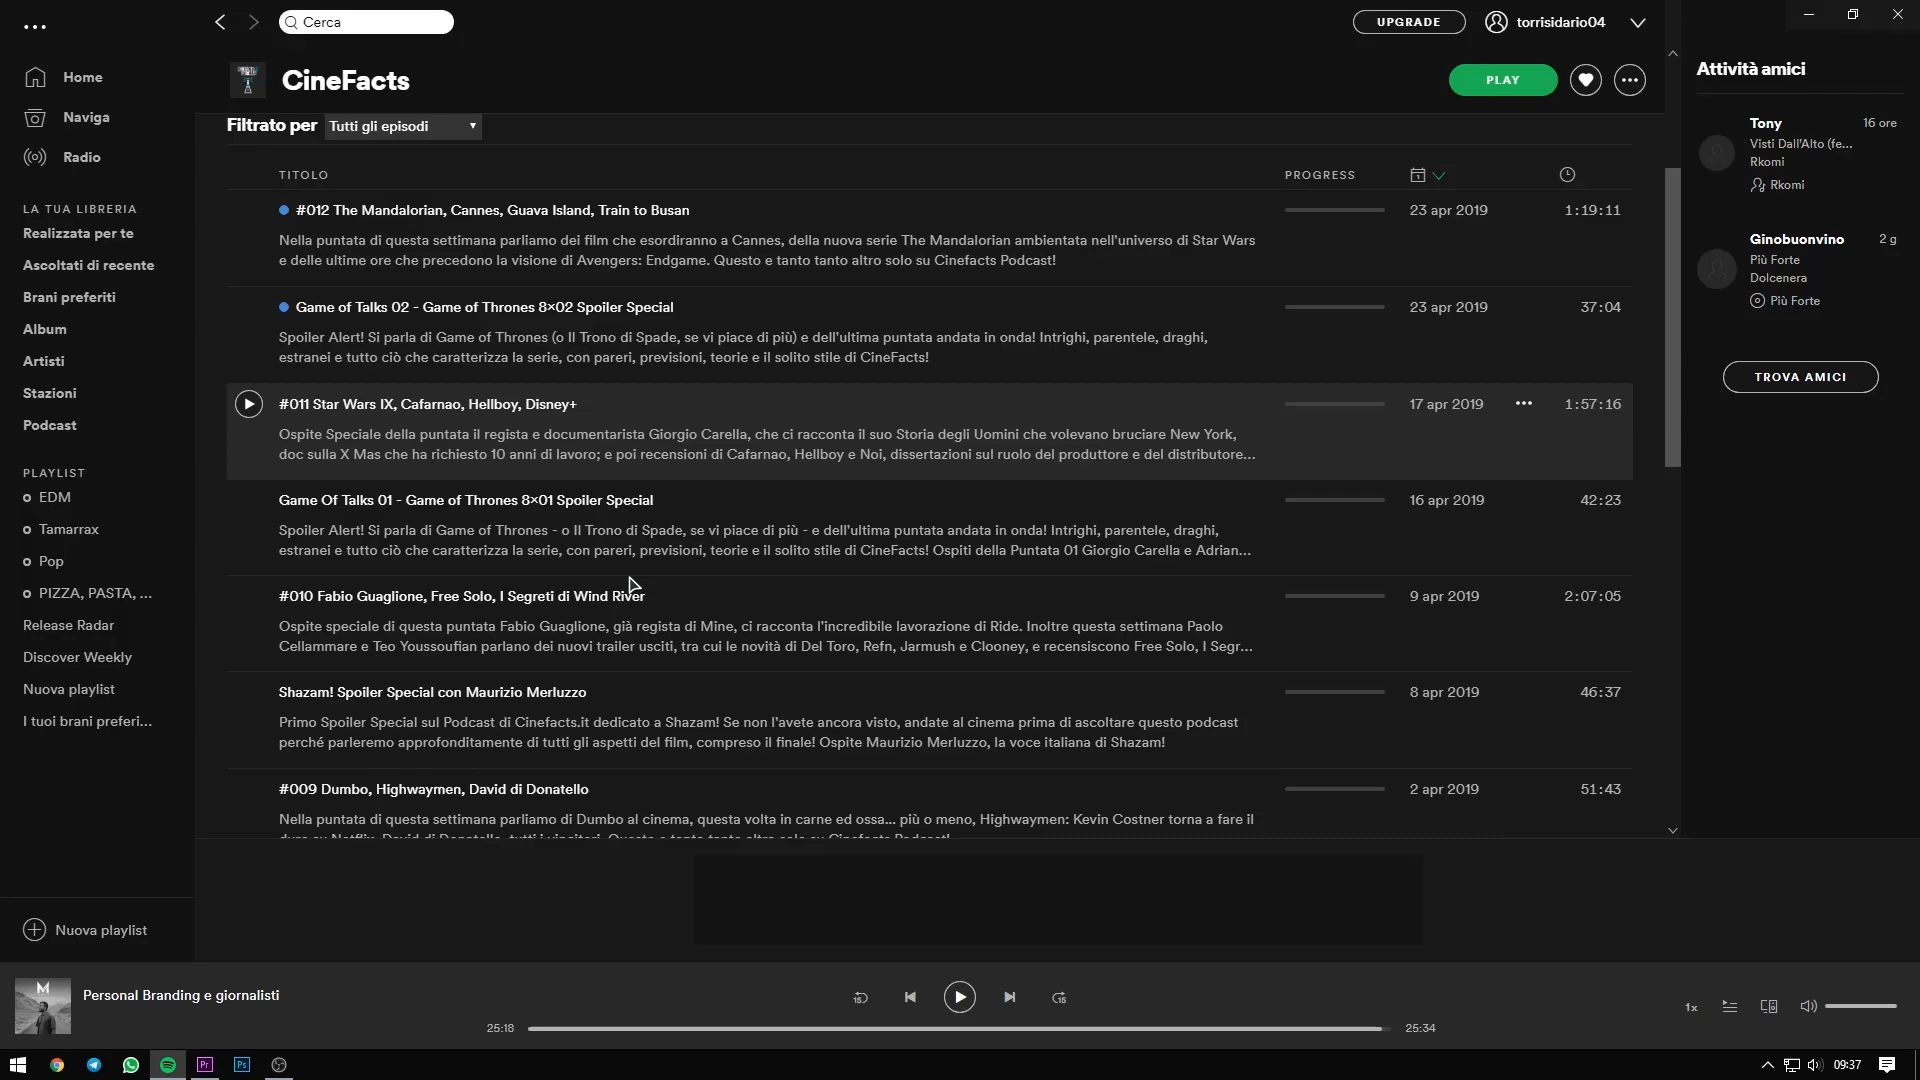 Cerca
UPGRADE
torrisidario04
Home
Naviga
Radio
LA TUA LIBRERIA
Realizzata per te
Ascoltati di recente
Brani preferiti
Album
Artisti
Stazioni
Podcast
PLAYLIST
EDM
Tamarrax
Pop
PIZZA, PASTA, ...
Release Radar
Discover Weekly
Nuova playlist
I tuoi brani preferi...
Nuova playlist
CineFacts
PLAY
Filtrato per Tutti gli episodi
TITOLO PROGRESS
#012 The Mandalorian, Cannes, Guava Island, Train to Busan 23 apr 2019 1:19:11
Nella puntata di questa settimana parliamo dei film che esordiranno a Cannes, della nuova serie The Mandalorian ambientata nell'universo di Star Wars
e delle ultime ore che precedono la visione di Avengers: Endgame. Questo e tanto tanto altro solo su Cinefacts Podcast!
Game of Talks 02 - Game of Thrones 8×02 Spoiler Special 23 apr 2019 37:04
Spoiler Alert! Si parla di Game of Thrones (o Il Trono di Spade, se vi piace di più) e dell'ultima puntata andata in onda! Intrighi, parentele, draghi,
estranei e tutto ciò che caratterizza la serie, con pareri, previsioni, teorie e il solito stile di CineFacts!
#011 Star Wars IX, Cafarnao, Hellboy, Disney+ 17 apr 2019 1:57:16
Ospite Speciale della puntata il regista e documentarista Giorgio Carella, che ci racconta il suo Storia degli Uomini che volevano bruciare New York,
doc sulla X Mas che ha richiesto 10 anni di lavoro; e poi recensioni di Cafarnao, Hellboy e Noi, dissertazioni sul ruolo del produttore e del distributore...
Game Of Talks 01 - Game of Thrones 8×01 Spoiler Special 16 apr 2019 42:23
Spoiler Alert! Si parla di Game of Thrones - o Il Trono di Spade, se vi piace di più - e dell'ultima puntata andata in onda! Intrighi, parentele, draghi,
estranei e tutto ciò che caratterizza la serie, con pareri, previsioni, teorie e il solito stile di CineFacts! Ospiti della Puntata 01 Giorgio Carella e Adrian...
#010 Fabio Guaglione, Free Solo, I Segreti di Wind River 9 apr 2019 2:07:05
Ospite speciale di questa puntata Fabio Guaglione, già regista di Mine, ci racconta l'incredibile lavorazione di Ride. Inoltre questa settimana Paolo
Cellammare e Teo Youssoufian parlano dei nuovi trailer usciti, tra cui le novità di Del Toro, Refn, Jarmush e Clooney, e recensiscono Free Solo, I Segr...
Shazam! Spoiler Special con Maurizio Merluzzo 8 apr 2019 46:37
Primo Spoiler Special sul Podcast di Cinefacts.it dedicato a Shazam! Se non l'avete ancora visto, andate al cinema prima di ascoltare questo podcast
perché parleremo approfonditamente di tutti gli aspetti del film, compreso il finale! Ospite Maurizio Merluzzo, la voce italiana di Shazam!
#009 Dumbo, Highwaymen, David di Donatello 2 apr 2019 51:43
Nella puntata di questa settimana parliamo di Dumbo al cinema, questa volta in carne ed ossa... più o meno, Highwaymen: Kevin Costner torna a fare il
duro su Netflix, David di Donatello, tutti i vincitori. Questo e tanto tanto altro solo su Cinefacts Podcast!
Attività amici
Tony 16 ore
Visti Dall'Alto (fe...
Rkomi
Rkomi
Ginobuonvino 2 g
Più Forte
Dolcenera
Più Forte
TROVA AMICI
M
Personal Branding e giornalisti
15
15
25:18
25:34
1x
Pr
Ps
09:37